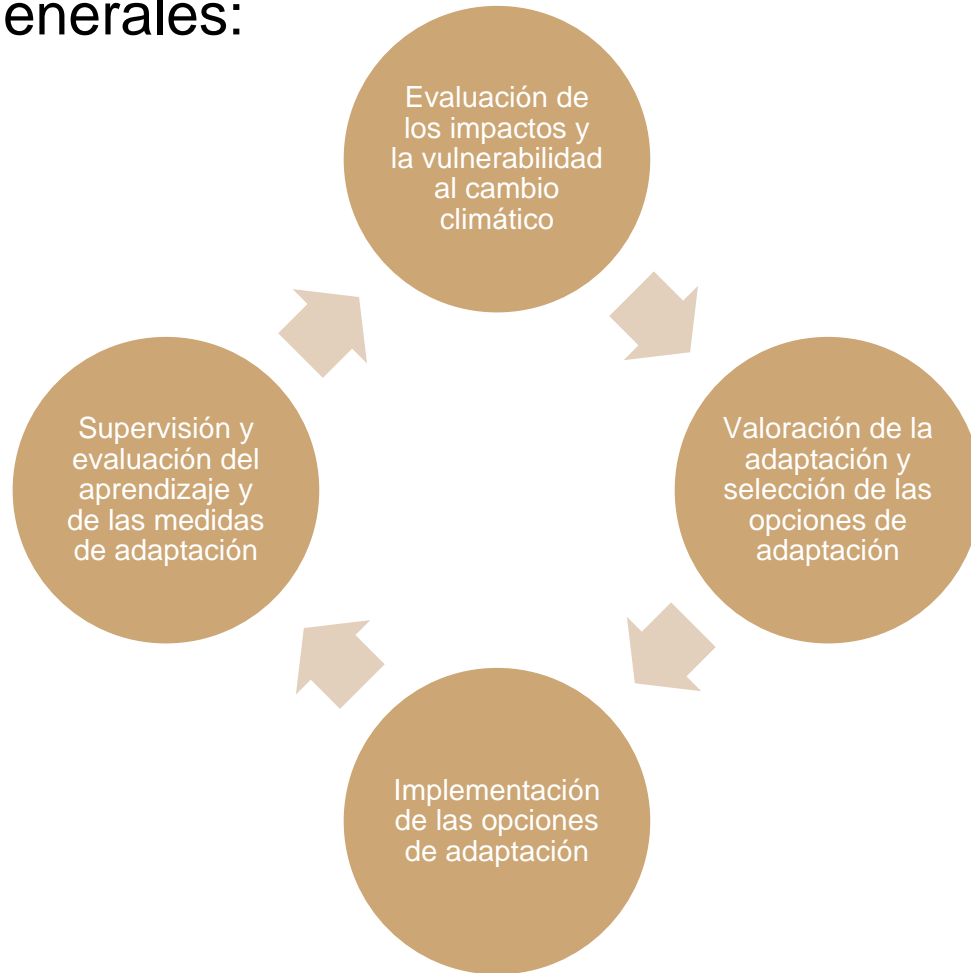 enerales:
Evaluación de
los impactos y
la vulnerabilidad
al cambio
climático
Valoración de la
adaptación y
selección de las
opciones de
adaptación
Implementación
de las opciones
de adaptación
Supervisión y
evaluación del
aprendizaje y
de las medidas
de adaptación